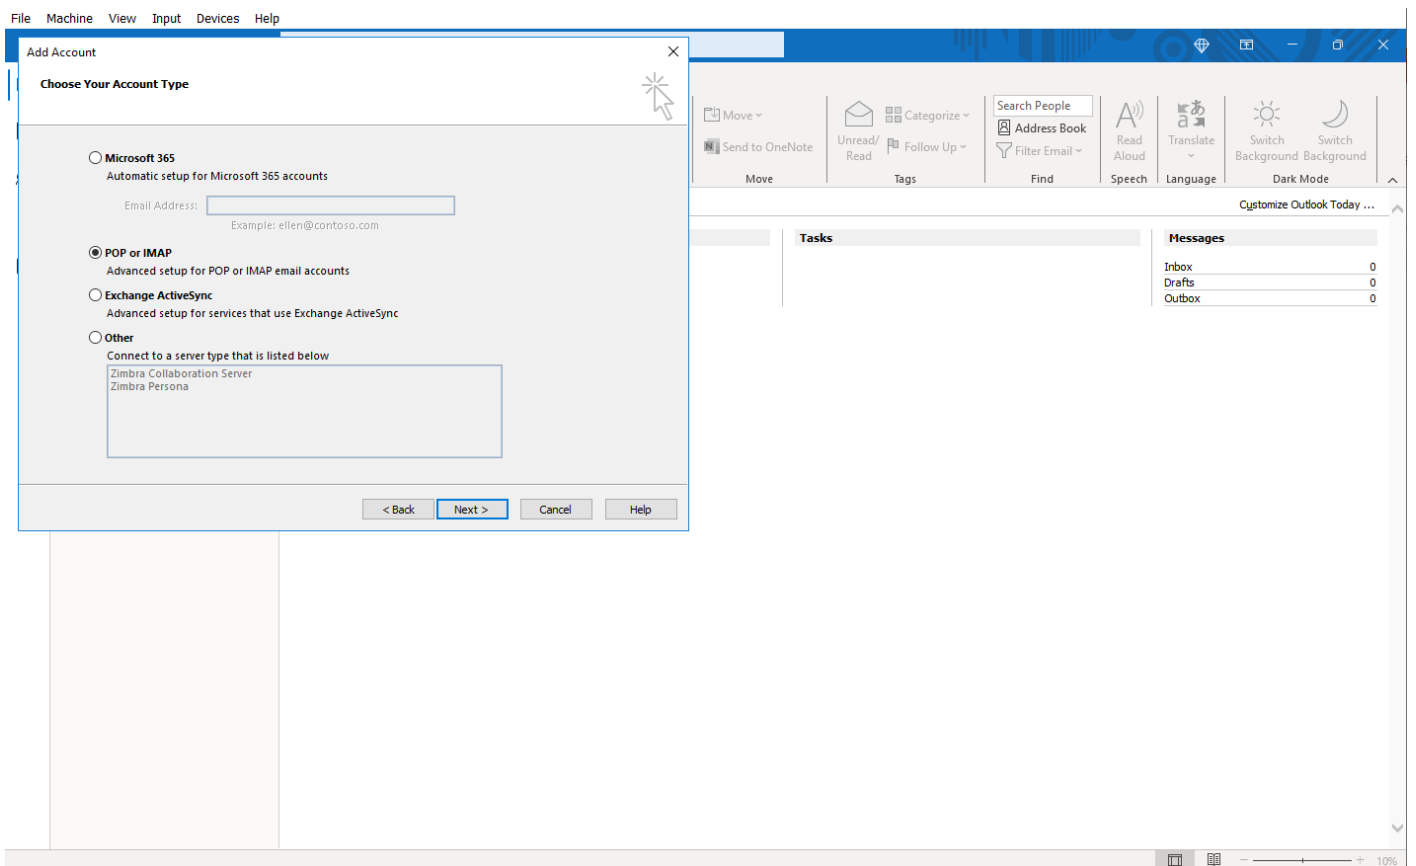 File Machine View Input Devices Help
Add Account
Choose Your Account Type
Microsoft 365
Automatic setup for Microsoft 365 accounts
Email Address:
Example: ellen@contoso.com
POP or IMAP
Advanced setup for POP or IMAP email accounts
Exchange ActiveSync
Advanced setup for services that use Exchange ActiveSync
Other
Connect to a server type that is listed below
Zimbra Collaboration Server
Zimbra Persona
< Back Next > Cancel Help
Move
Send to OneNote
Move
Unread/
Read
Categorize
Follow Up
Tags
Search People
Address Book
Filter Email
Find
Read
Aloud
Speech
Translate
Language
Switch
Background
Switch
Background
Dark Mode
Customize Outlook Today ...
Tasks
Messages
Inbox 0
Drafts 0
Outbox 0
10%